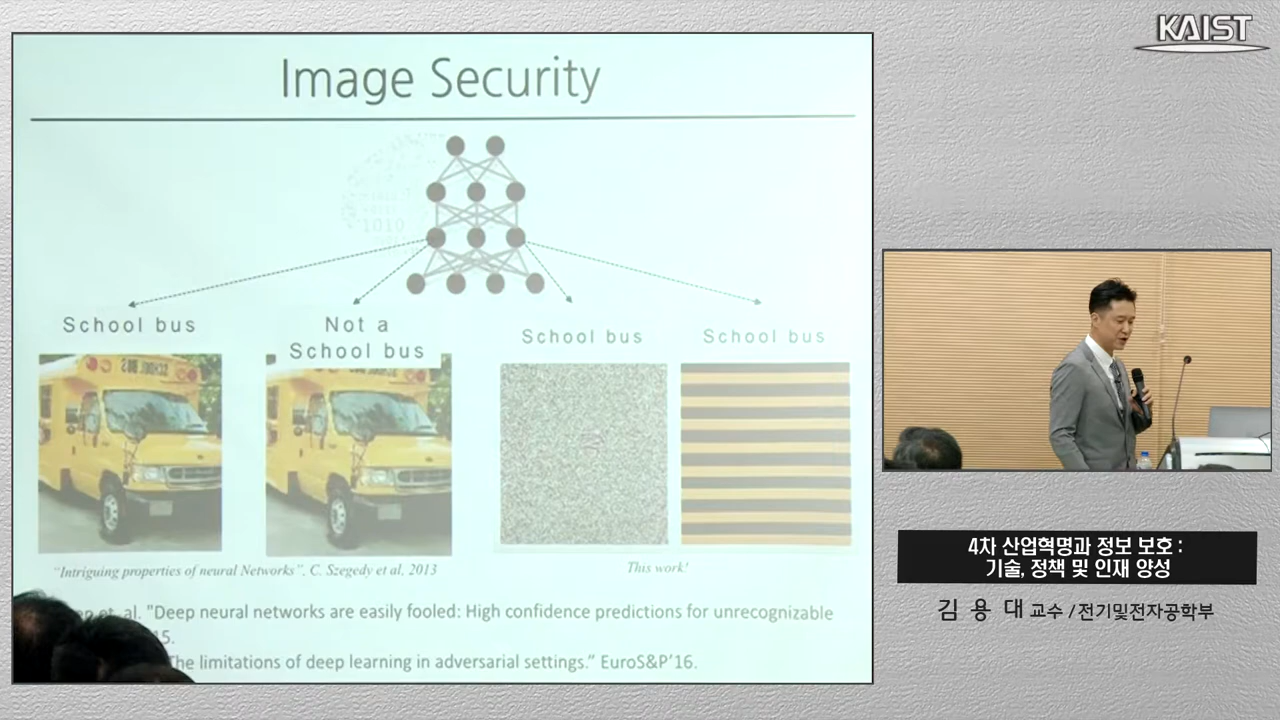 KAIST
Image Security
1010
School bus
Not a
School bus
School bus
School bus
SCHOOL BUS
"Intriguing properties of neural Networks", C. Szegedy et al, 2013
This work!
et. al. "Deep neural networks are easily fooled: High confidence predictions for unrecognizable
15.
The limitations of deep learning in adversarial settings." EuroS&P'16.
4차 산업혁명과 정보 보호 :
기술, 정책 및 인재 양성
김 용 대 교수 / 전기및전자공학부